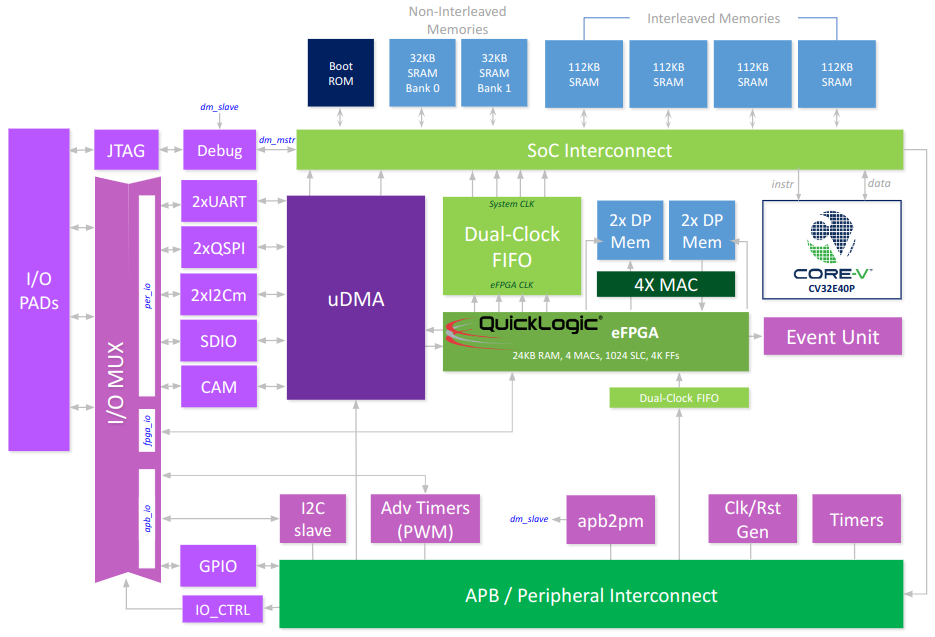 Non-Interleaved
Memories
Interleaved Memories
Boot
ROM
32KB
SRAM
Bank 0
32KB
SRAM
Bank 1
112KB
SRAM
112KB
SRAM
112KB
SRAM
112KB
SRAM
dm_slave
dm_mstr
JTAG
Debug
SoC Interconnect
instr
data
I/O
PADs
I/O MUX
per_io
fpga_io
apb_io
2xUART
2xQSPI
2xI2Cm
SDIO
CAM
uDMA
System CLK
Dual-Clock
FIFO
eFPGA CLK
2x DP
Mem
2x DP
Mem
4X MAC
CORE-V™
CV32E40P
QuickLogic®
eFPGA
24KB RAM, 4 MACs, 1024 SLC, 4K FFs
Event Unit
Dual-Clock FIFO
I2C
slave
Adv Timers
(PWM)
dm_slave
apb2pm
Clk/Rst
Gen
Timers
GPIO
IO_CTRL
APB / Peripheral Interconnect